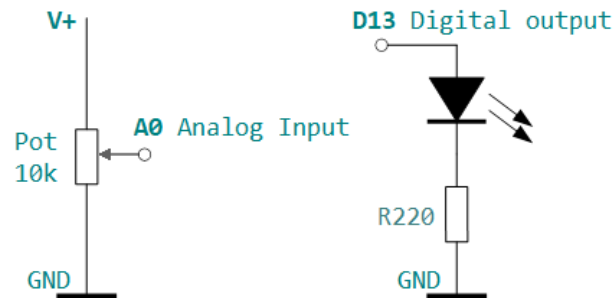 V+
Pot
10k
A0 Analog Input
GND
D13 Digital output
R220
GND